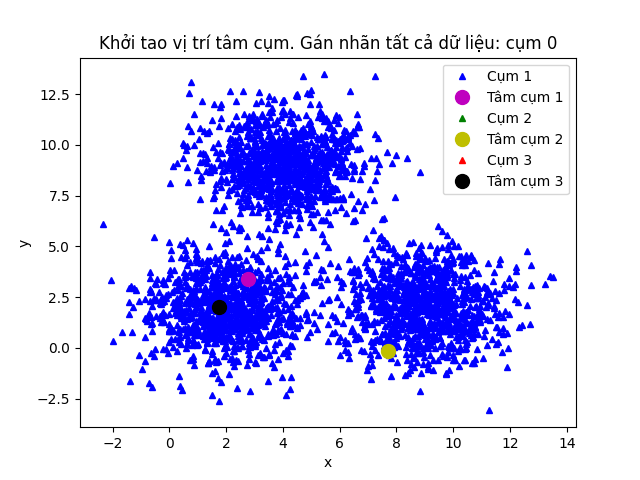 Khởi tao vị trí tâm cụm. Gán nhãn tất cả dữ liệu: cụm 0
Cụm 1
Tâm cụm 1
Cụm 2
Tâm cụm 2
Cụm 3
Tâm cụm 3
12.5
10.0
7.5
5.0
2.5
0.0
−2.5
y
−2 0 2 4 6 8 10 12 14
x